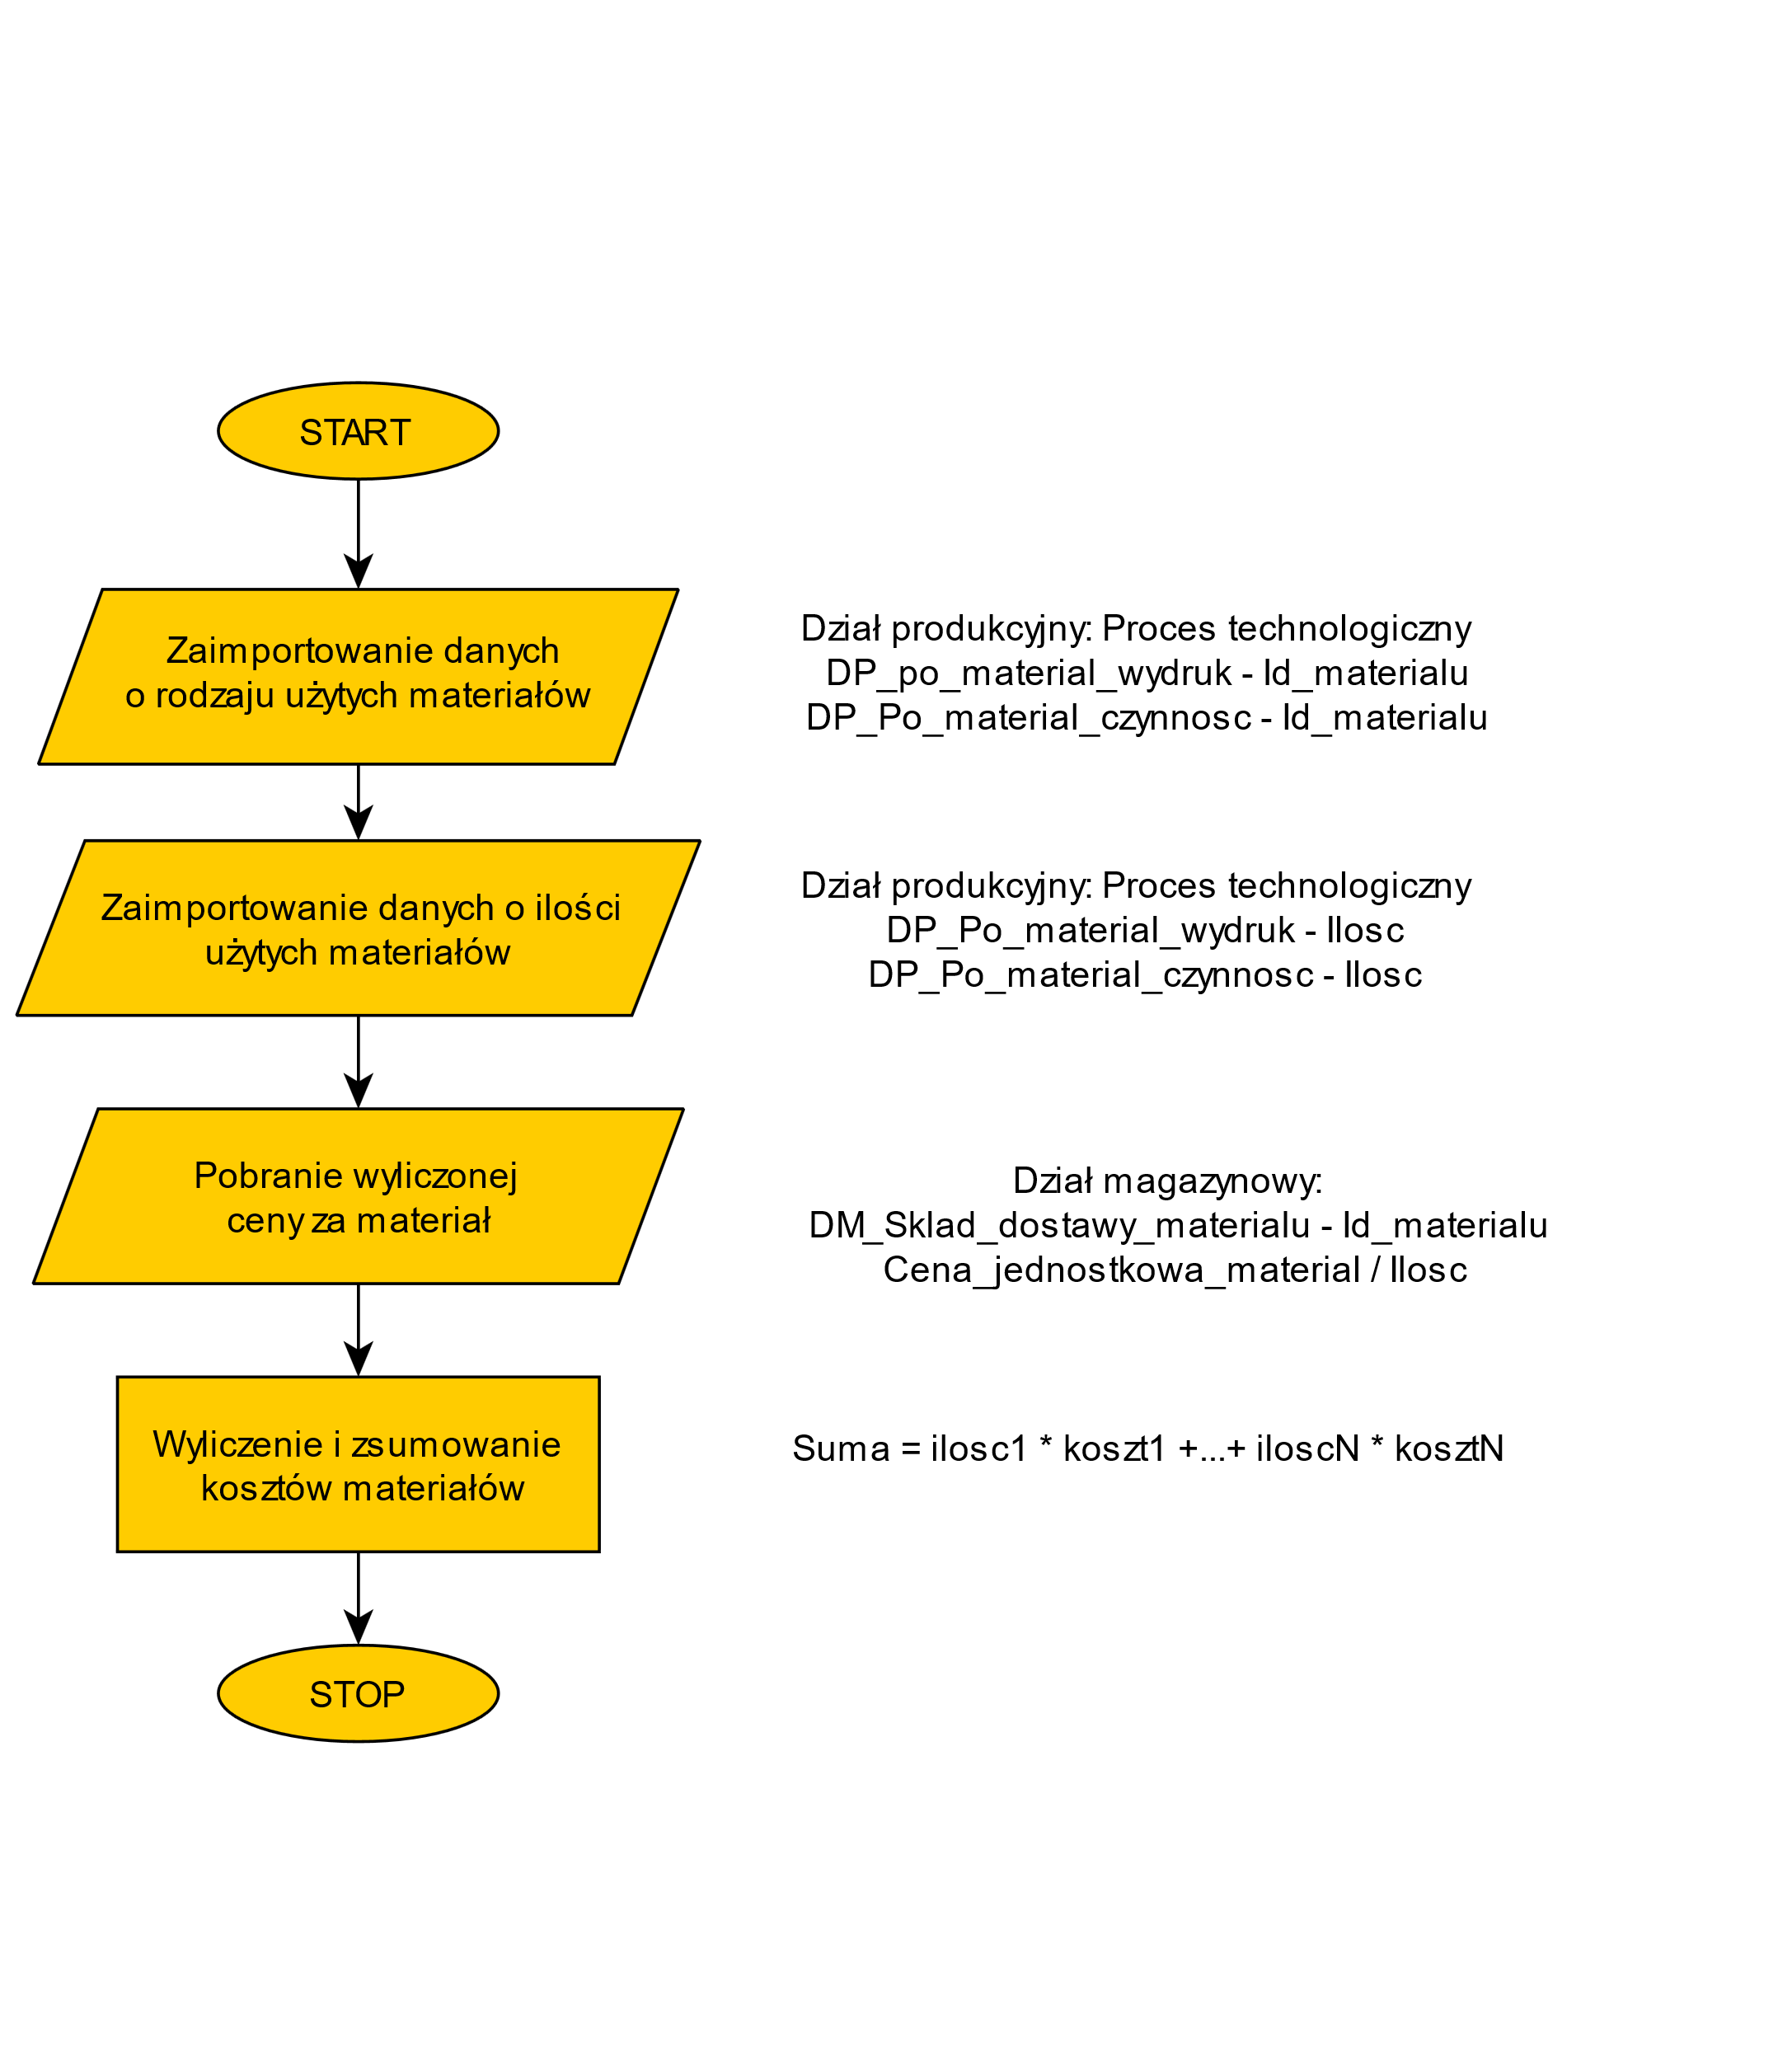 START
Zaimportowanie danych
o rodzaju użytych materiałów
Dział produkcyjny: Proces technologiczny
DP_po_material_wydruk - Id_materialu
DP_Po_material_czynnosc - Id_materialu
Zaimportowanie danych o ilości
użytych materiałów
Dział produkcyjny: Proces technologiczny
DP_Po_material_wydruk - Ilosc
DP_Po_material_czynnosc - Ilosc
Pobranie wyliczonej
ceny za materiał
Dział magazynowy:
DM_Sklad_dostawy_materialu - Id_materialu
Cena_jednostkowa_material / Ilosc
Wyliczenie i zsumowanie
kosztów materiałów
Suma = ilosc1 * koszt1 +...+ iloscN * kosztN
STOP